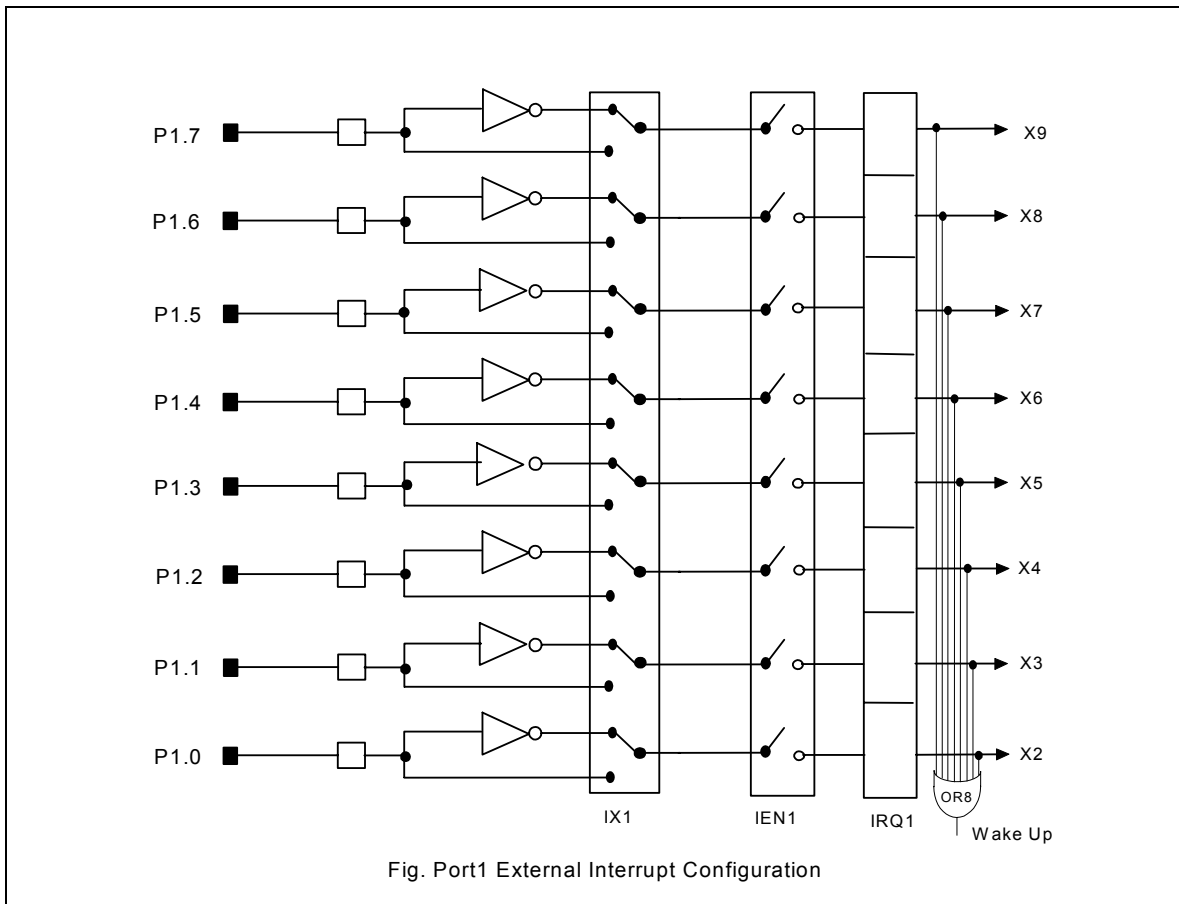 P1.7
X9
P1.6
X8
P1.5
X7
P1.4
X6
P1.3
X5
P1.2
X4
P1.1
X3
P1.0
X2
OR8
IX1
IEN1
IRQ1
Wake Up
Fig. Port1 External Interrupt Configuration